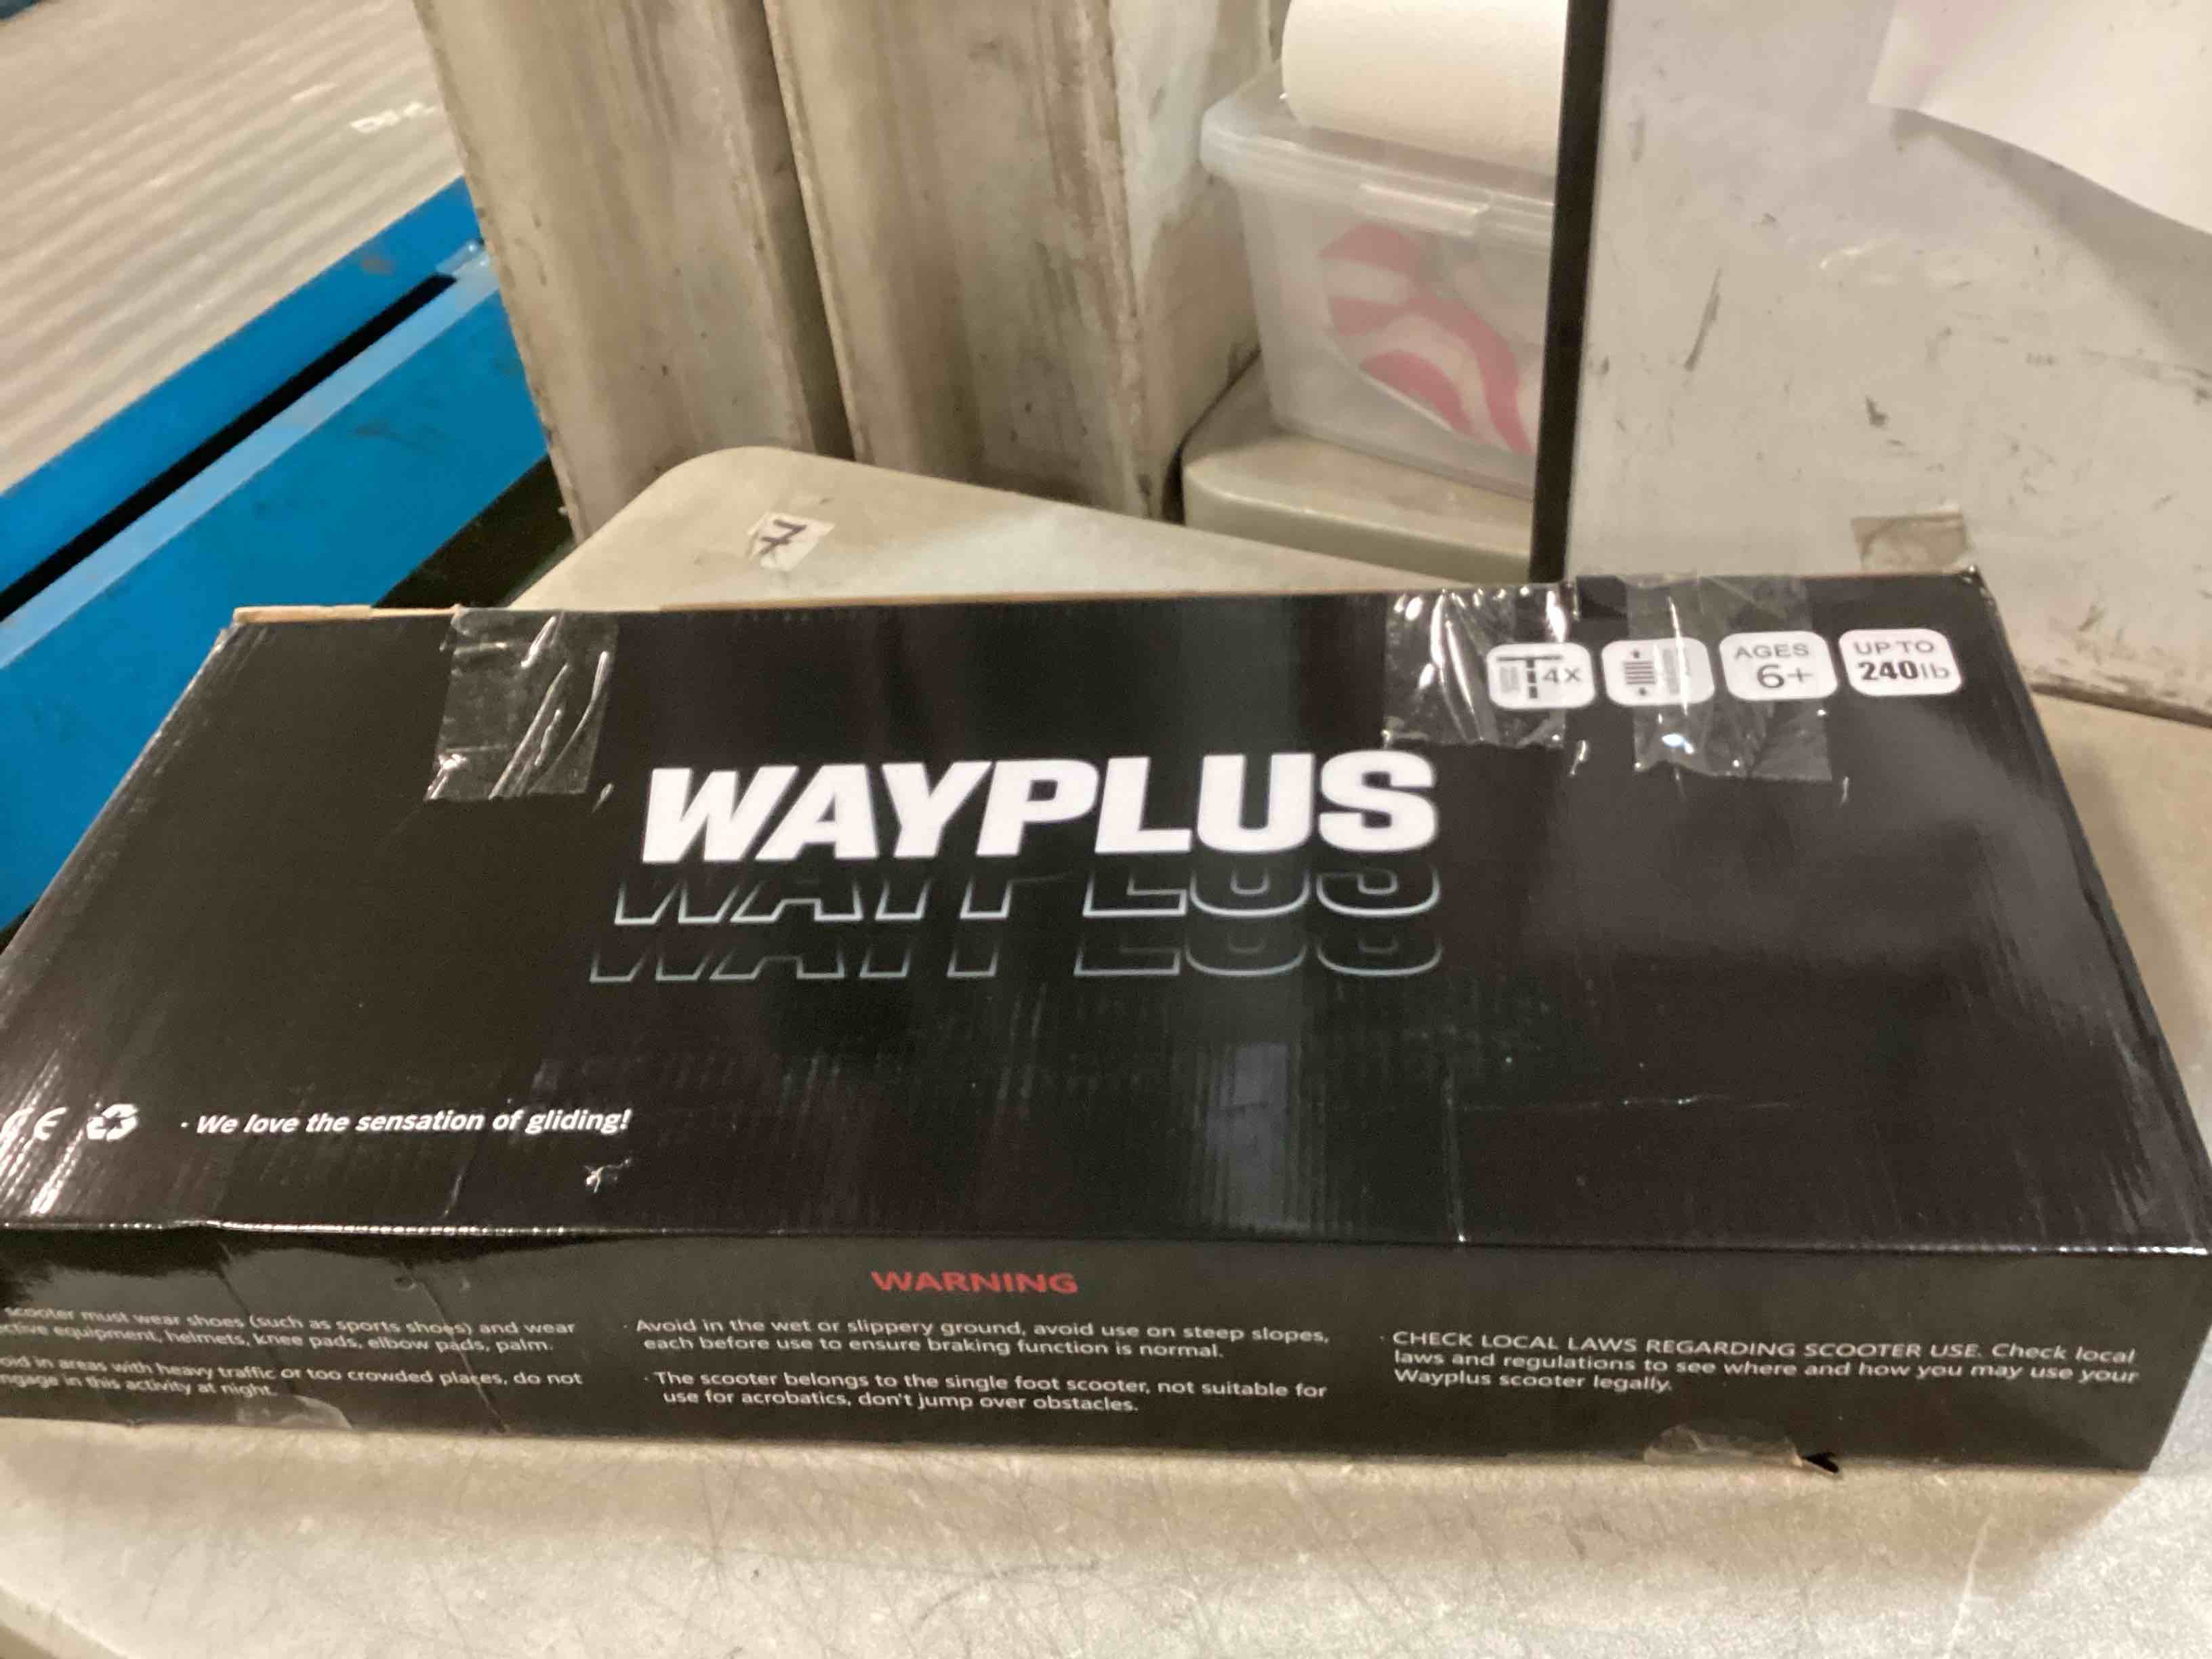 7
4x
AGES
6+
UP TO
240lb
WAYPLUS
WAYPLUS
WAYPLUS
CE
· We love the sensation of gliding!
WARNING
scooter must wear shoes (such as sports shoes) and wear
equipment, helmets, knee pads, elbow pads, palm.
in areas with heavy traffic or too crowded places, do not
in this activity at night.
· Avoid in the wet or slippery ground, avoid use on steep slopes,
each before use to ensure braking function is normal.
· The scooter belongs to the single foot scooter, not suitable for
use for acrobatics, don't jump over obstacles.
· CHECK LOCAL LAWS REGARDING SCOOTER USE. Check local
laws and regulations to see where and how you may use your
Wayplus scooter legally.